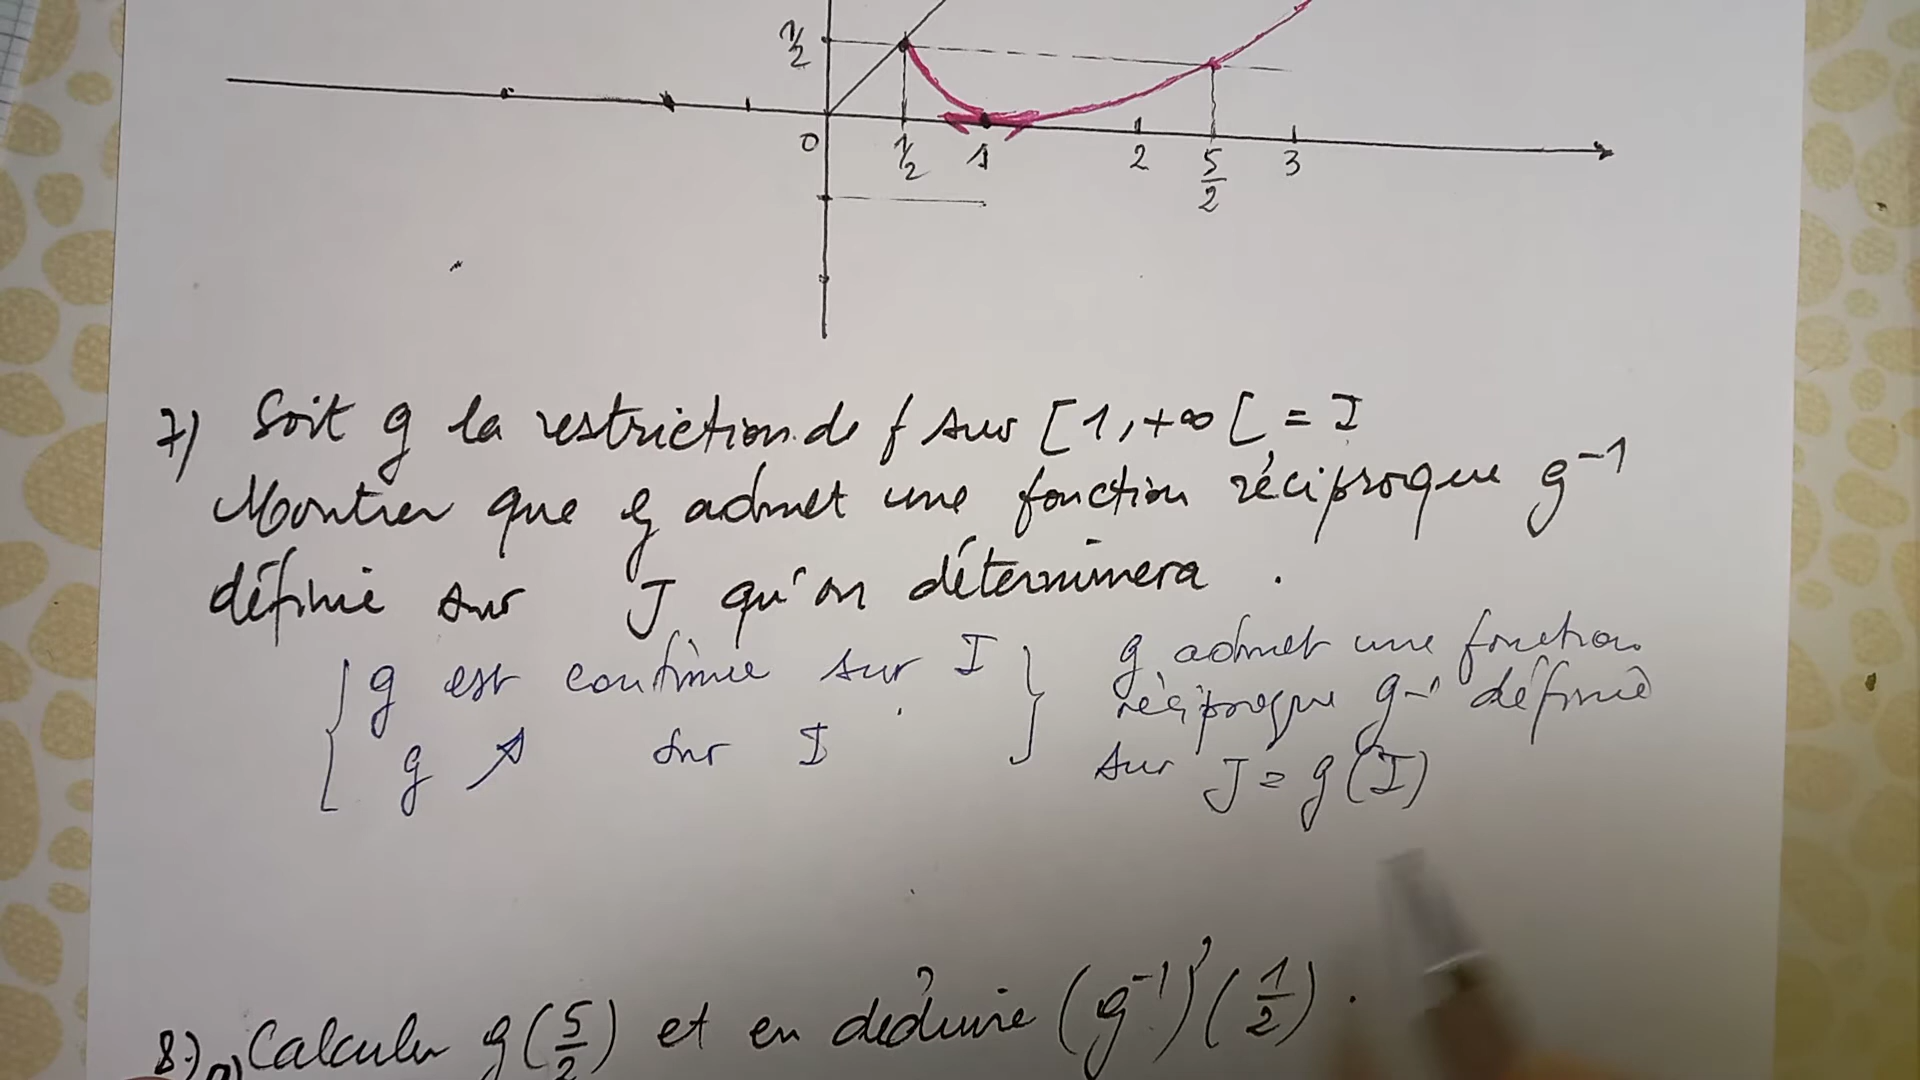 1/2
0 1/2 1 2 5/2 3
7) Soit g la restriction de f sur [1,+∞[ = I
Montrer que g admet une fonction réciproque g⁻¹
définie sur J qu'on déterminera .
{ g est continue sur I } g admet une fonction
réciproque g⁻¹ définie
g ↗ sur I
sur J = g(I)
8) a) Calculer g(5/2) et en déduire (g⁻¹)'(1/2).